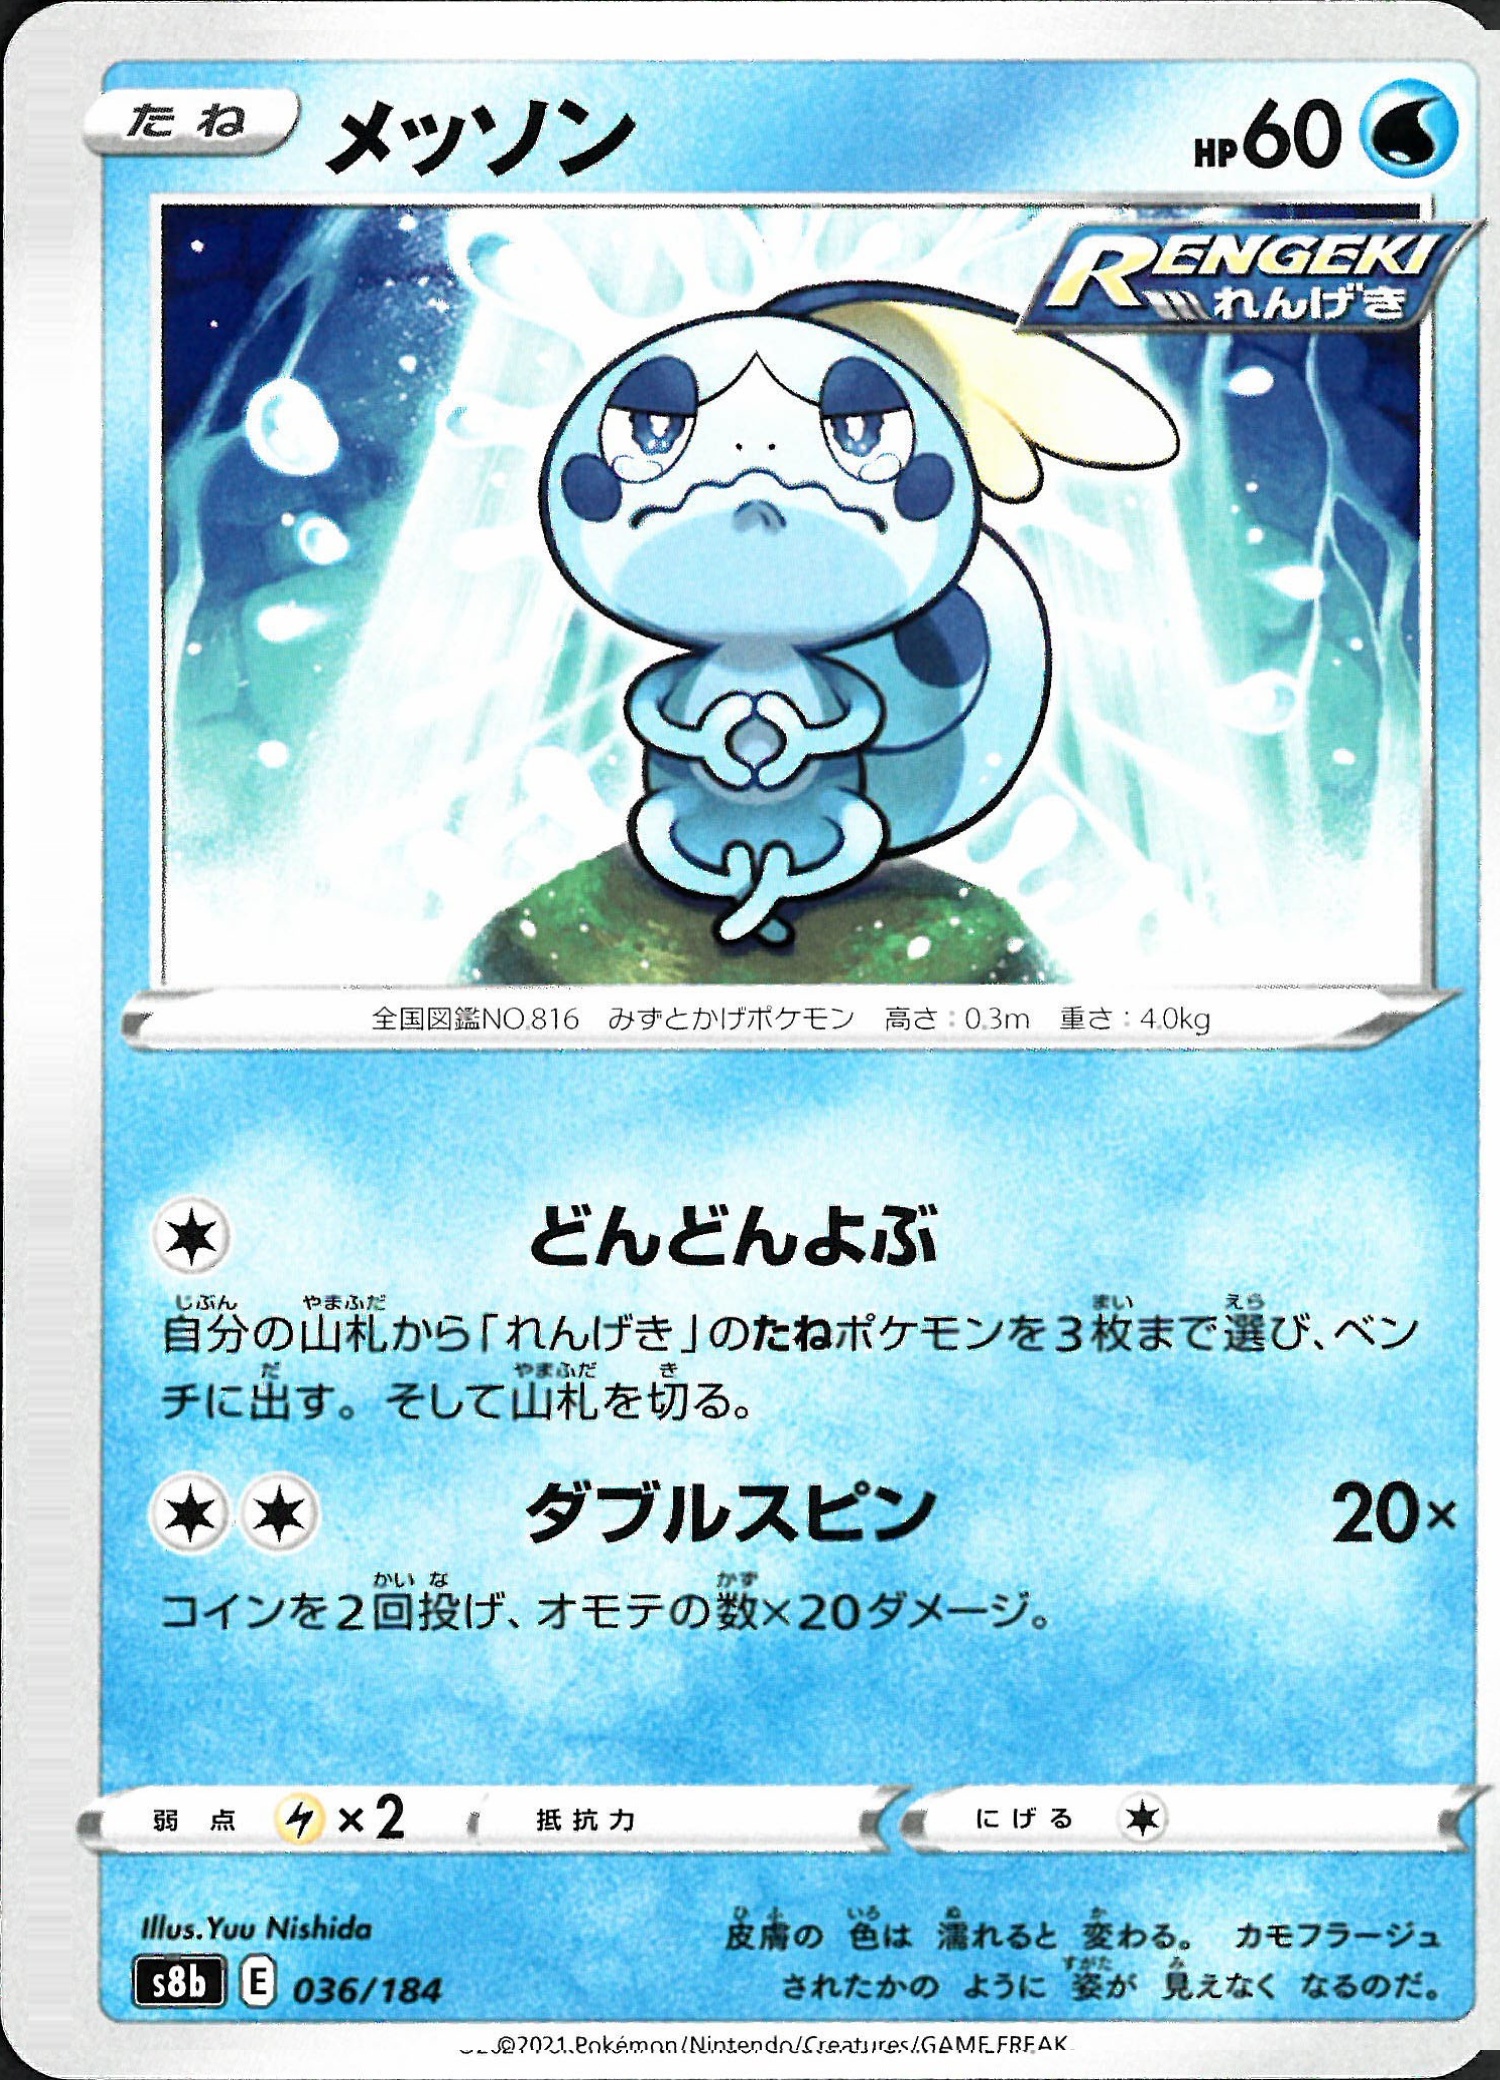 たね メッソン HP60
RENGEKI
れんげき
全国図鑑NO.816 みずとかげポケモン 高さ:0.3m 重さ:4.0kg
どんどんよぶ
自分の山札から「れんげき」のたねポケモンを3枚まで選び、ベン
チに出す。そして山札を切る。
ダブルスピン 20×
コインを2回投げ、オモテの数×20ダメージ。
弱点 ×2 抵抗力 にげる
Illus.Yuu Nishida
s8b E 036/184
皮膚の 色は 濡れると 変わる。 カモフラージュ
されたかの ように 姿が 見えなく なるのだ。
©2021 Pokémon/Nintendo/Creatures/GAME FREAK